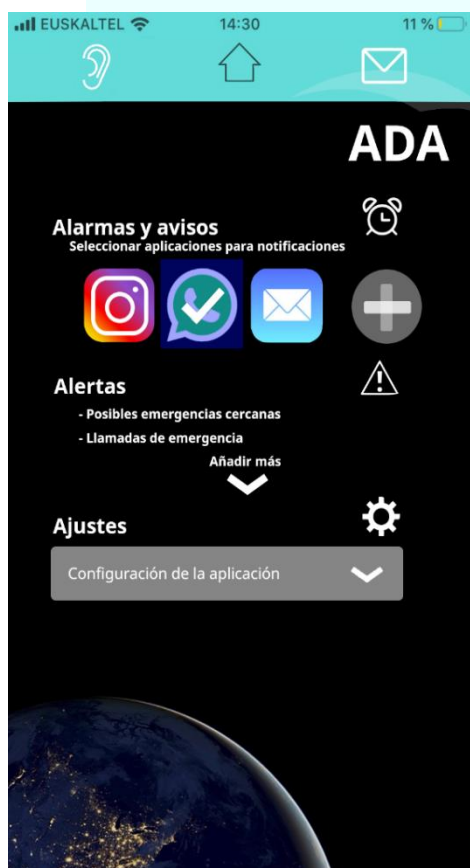 EUSKALTEL 14:30 11 %
ADA
Alarmas y avisos
Seleccionar aplicaciones para notificaciones
Alertas
- Posibles emergencias cercanas
- Llamadas de emergencia
Añadir más
Ajustes
Configuración de la aplicación